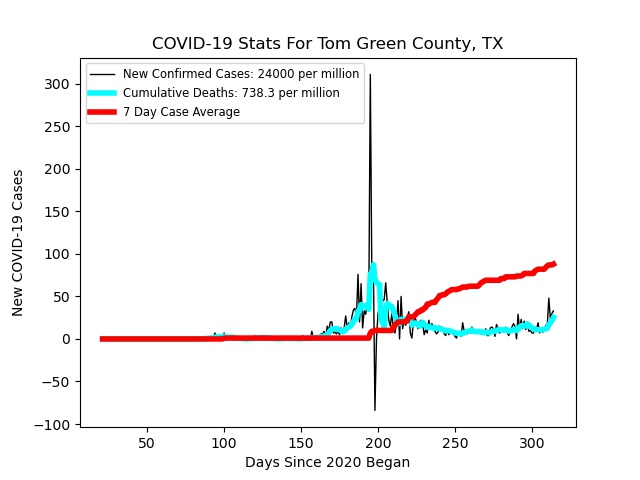 COVID-19 Stats For Tom Green County, TX
New Confirmed Cases: 24000 per million
Cumulative Deaths: 738.3 per million
7 Day Case Average
New COVID-19 Cases
300
250
200
150
100
50
0
−50
−100
50 100 150 200 250 300
Days Since 2020 Began